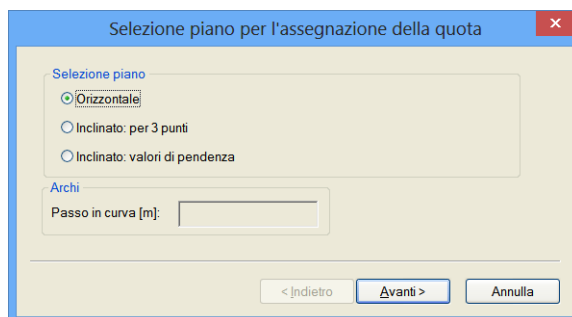 Selezione piano per l'assegnazione della quota
Selezione piano
Orizzontale
Inclinato: per 3 punti
Inclinato: valori di pendenza
Archi
Passo in curva [m]:
< Indietro
Avanti >
Annulla